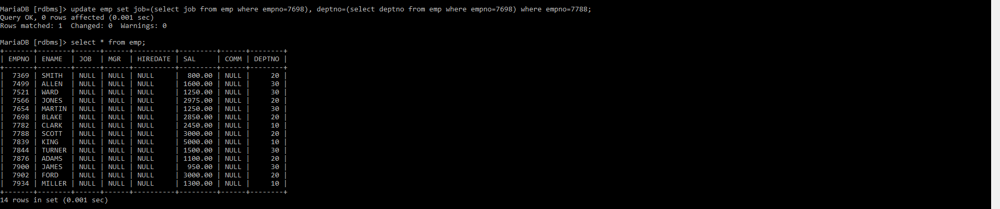 MariaDB [rdbms]> update emp set job=(select job from emp where empno=7698), deptno=(select deptno from emp where empno=7698) where empno=7788;
Query OK, 0 rows affected (0.001 sec)
Rows matched: 1  Changed: 0  Warnings: 0

MariaDB [rdbms]> select * from emp;
+-------+--------+------+------+----------+---------+------+--------+
| EMPNO | ENAME  | JOB  | MGR  | HIREDATE | SAL     | COMM | DEPTNO |
+-------+--------+------+------+----------+---------+------+--------+
|  7369 | SMITH  | NULL | NULL | NULL     |  800.00 | NULL |     20 |
|  7499 | ALLEN  | NULL | NULL | NULL     | 1600.00 | NULL |     30 |
|  7521 | WARD   | NULL | NULL | NULL     | 1250.00 | NULL |     30 |
|  7566 | JONES  | NULL | NULL | NULL     | 2975.00 | NULL |     20 |
|  7654 | MARTIN | NULL | NULL | NULL     | 1250.00 | NULL |     30 |
|  7698 | BLAKE  | NULL | NULL | NULL     | 2850.00 | NULL |     20 |
|  7782 | CLARK  | NULL | NULL | NULL     | 2450.00 | NULL |     10 |
|  7788 | SCOTT  | NULL | NULL | NULL     | 3000.00 | NULL |     20 |
|  7839 | KING   | NULL | NULL | NULL     | 5000.00 | NULL |     10 |
|  7844 | TURNER | NULL | NULL | NULL     | 1500.00 | NULL |     30 |
|  7876 | ADAMS  | NULL | NULL | NULL     | 1100.00 | NULL |     20 |
|  7900 | JAMES  | NULL | NULL | NULL     |  950.00 | NULL |     30 |
|  7902 | FORD   | NULL | NULL | NULL     | 3000.00 | NULL |     20 |
|  7934 | MILLER | NULL | NULL | NULL     | 1300.00 | NULL |     10 |
+-------+--------+------+------+----------+---------+------+--------+
14 rows in set (0.001 sec)